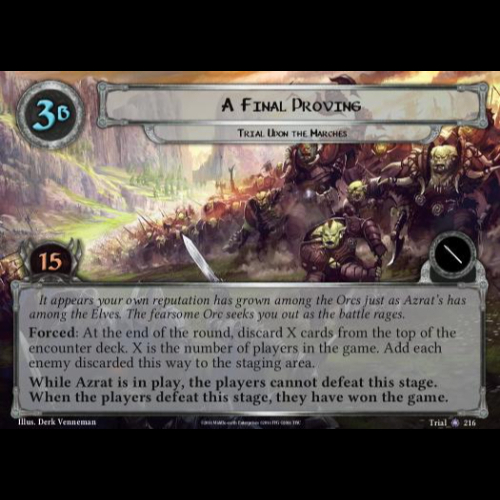 3B
A Final Proving
Trial Upon the Marches
15
It appears your own reputation has grown among the Orcs just as Azrat's has
among the Elves. The fearsome Orc seeks you out as the battle rages.
Forced: At the end of the round, discard X cards from the top of the
encounter deck. X is the number of players in the game. Add each
enemy discarded this way to the staging area.
While Azrat is in play, the players cannot defeat this stage.
When the players defeat this stage, they have won the game.
Illus. Derk Venneman
Trial 216